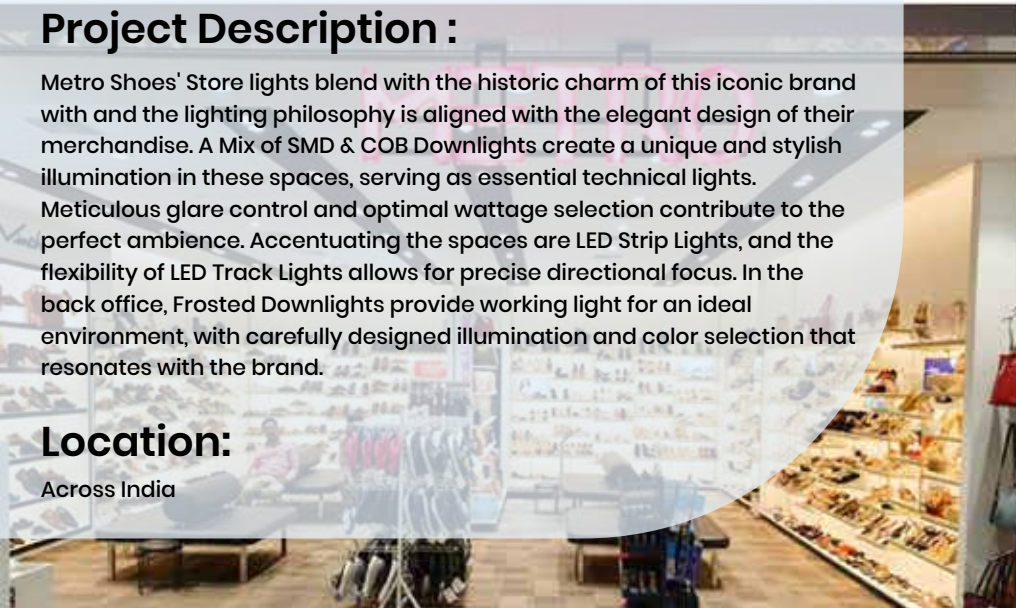 Project Description :
Metro Shoes' Store lights blend with the historic charm of this iconic brand
with and the lighting philosophy is aligned with the elegant design of their
merchandise. A Mix of SMD & COB Downlights create a unique and stylish
illumination in these spaces, serving as essential technical lights.
Meticulous glare control and optimal wattage selection contribute to the
perfect ambience. Accentuating the spaces are LED Strip Lights, and the
flexibility of LED Track Lights allows for precise directional focus. In the
back office, Frosted Downlights provide working light for an ideal
environment, with carefully designed illumination and color selection that
resonates with the brand.
Location:
Across India
METRO